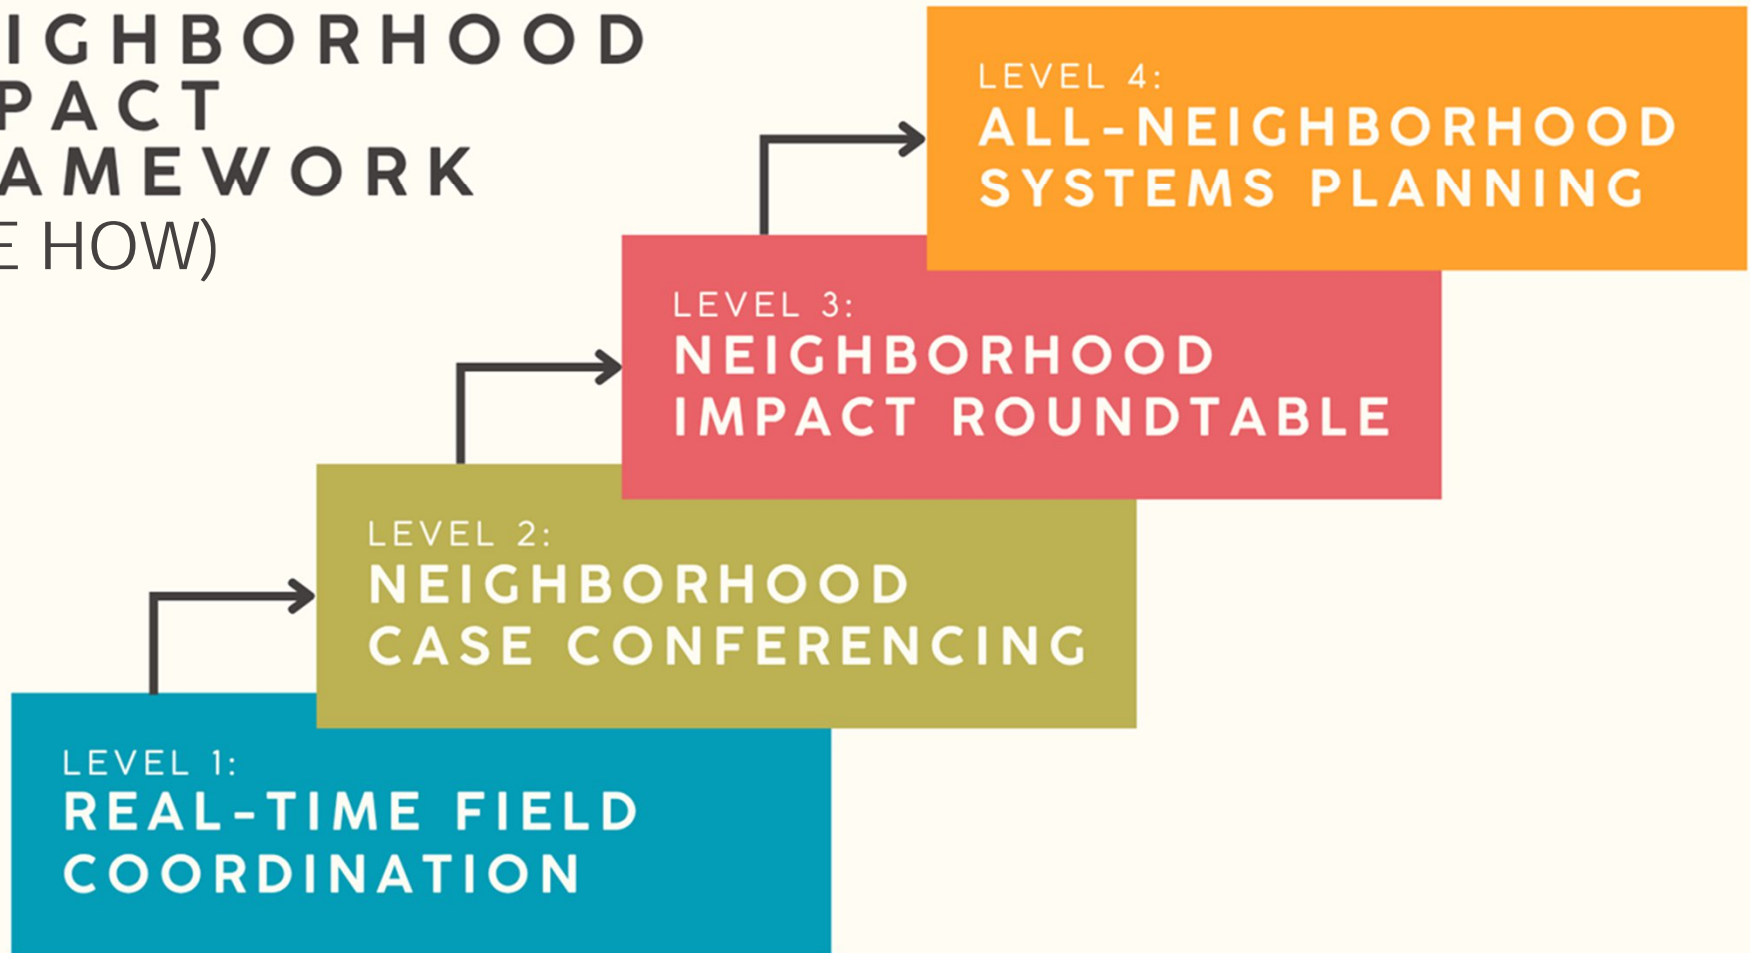 IGHBORHOOD
PACT
AMEWORK
E HOW)
LEVEL 4:
ALL-NEIGHBORHOOD
SYSTEMS PLANNING
LEVEL 3:
NEIGHBORHOOD
IMPACT ROUNDTABLE
LEVEL 2:
NEIGHBORHOOD
CASE CONFERENCING
LEVEL 1:
REAL-TIME FIELD
COORDINATION